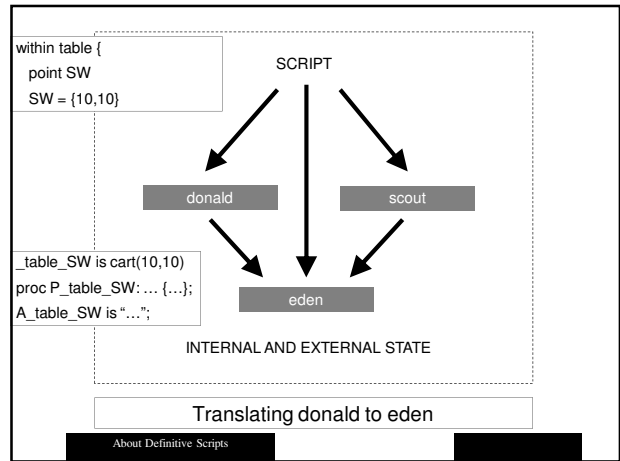 within table {
point SW
SW = {10,10}
SCRIPT
donald
scout
_table_SW is cart(10,10)
proc P_table_SW: … {…};
A_table_SW is “…”;
eden
INTERNAL AND EXTERNAL STATE
Translating donald to eden
About Definitive Scripts